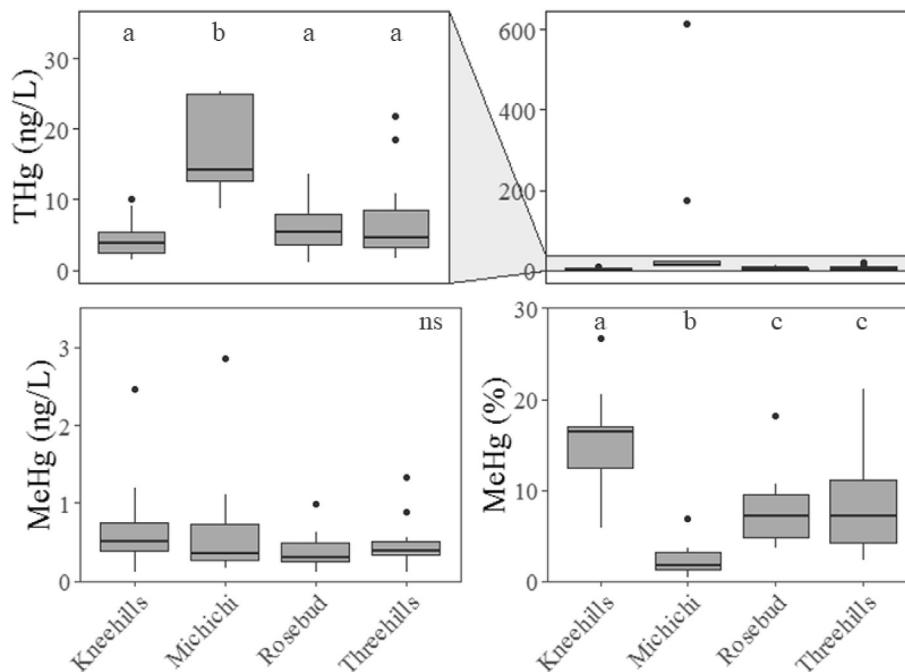 a b a a
THg (ng/L)
30
20
10
0
600
400
200
0
ns
MeHg (ng/L)
3
2
1
0
Kneehills
Michichi
Rosebud
Threehills
a b c c
MeHg (%)
30
20
10
0
Kneehills
Michichi
Rosebud
Threehills